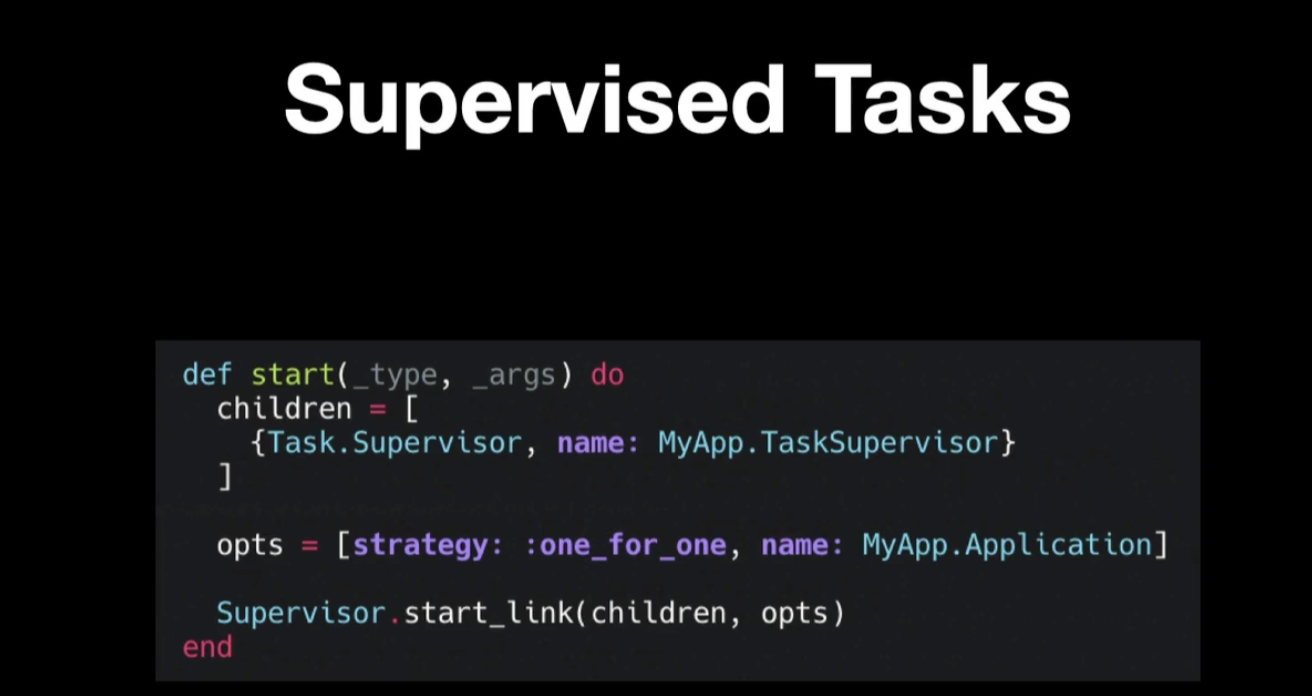 Supervised Tasks
def start(_type, _args) do
  children = [
    {Task.Supervisor, name: MyApp.TaskSupervisor}
  ]
  opts = [strategy: :one_for_one, name: MyApp.Application]
  Supervisor.start_link(children, opts)
end